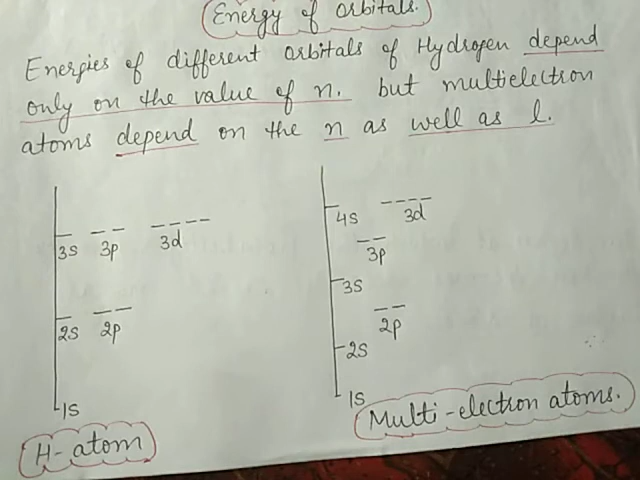 Energy of orbitals.
Energies of different orbitals of Hydrogen depend
only on the value of n. but multielectron
atoms depend on the n as well as l.
4s 3d
3s 3p 3d
3p
3s
2s 2p
2p
2s
1s
1s
H-atom
Multi-electron atoms.